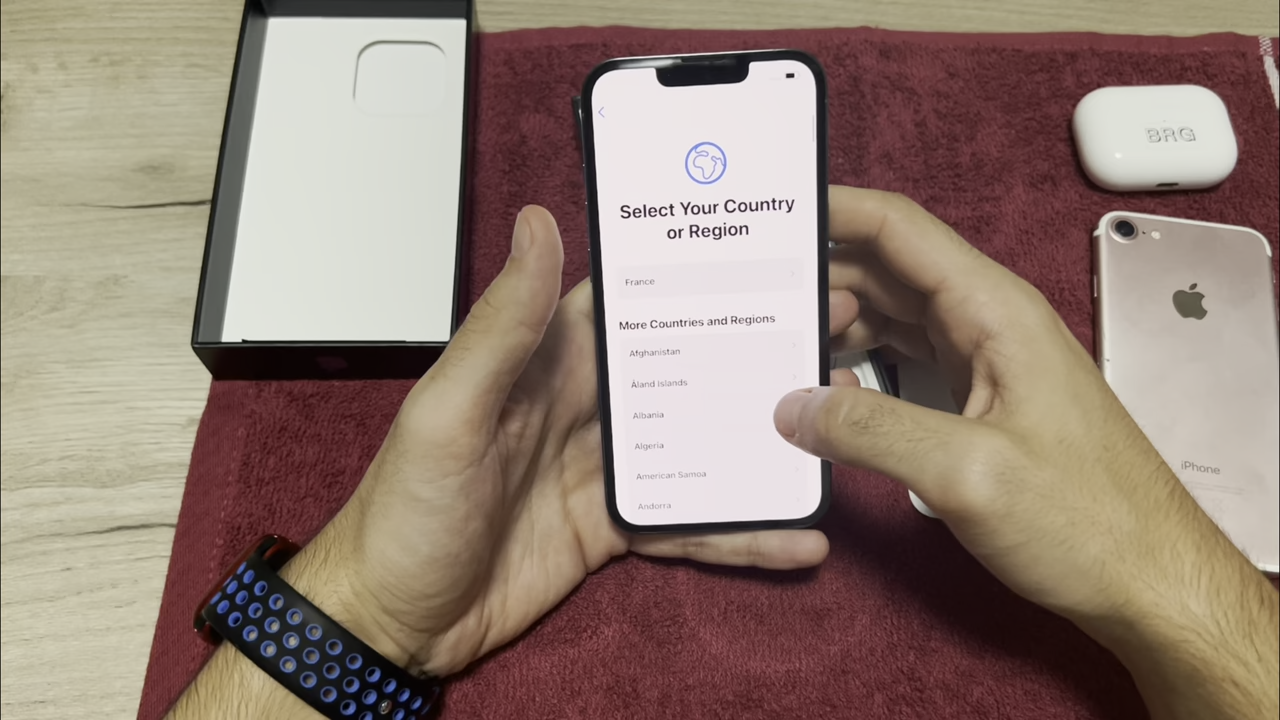 Select Your Country
or Region
France
More Countries and Regions
Afghanistan
Åland Islands
Albania
Algeria
American Samoa
Andorra
BRG
iPhone